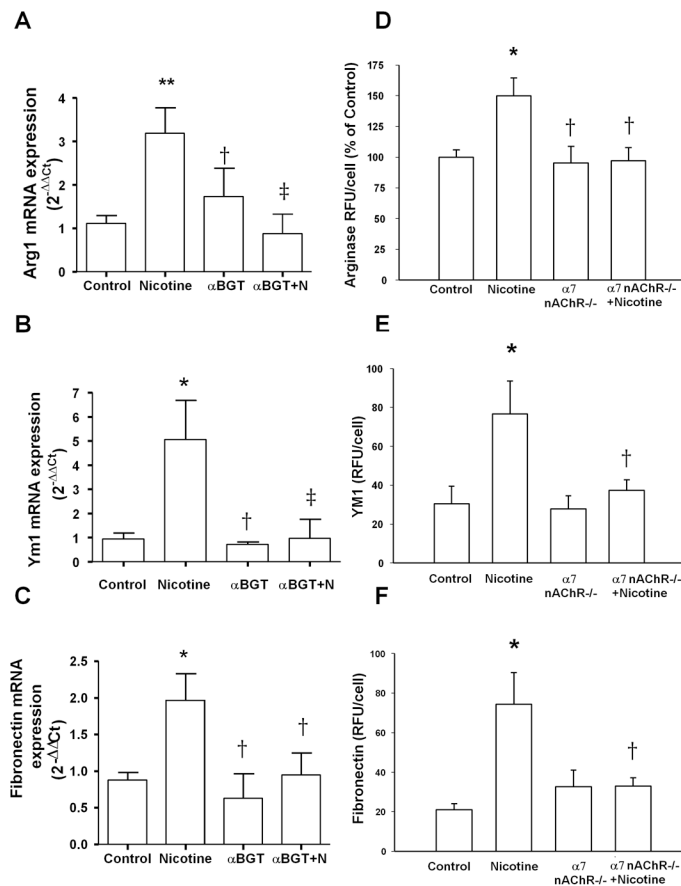 A
Arg1 mRNA expression
(2-ΔΔCt)
4
3
2
1
0
**
†
‡
Control Nicotine αBGT αBGT+N
B
Ym1 mRNA expression
(2-ΔΔCt)
7
6
5
4
3
2
1
0
*
†
‡
Control Nicotine αBGT αBGT+N
C
Fibronectin mRNA
expression
(2-ΔΔCt)
2.5
2.0
1.5
1.0
0.5
0.0
*
†
†
Control Nicotine αBGT αBGT+N
D
Arginase RFU/cell (% of Control)
175
150
125
100
75
50
25
0
*
†
†
Control Nicotine α7 α7 nAChR-/-
nAChR-/- +Nicotine
E
YM1 (RFU/cell)
100
80
60
40
20
0
*
†
Control Nicotine α7 α7 nAChR-/-
nAChR-/- +Nicotine
F
Fibronectin (RFU/cell)
100
80
60
40
20
0
*
†
Control Nicotine α7 α7 nAChR-/-
nAChR-/- +Nicotine